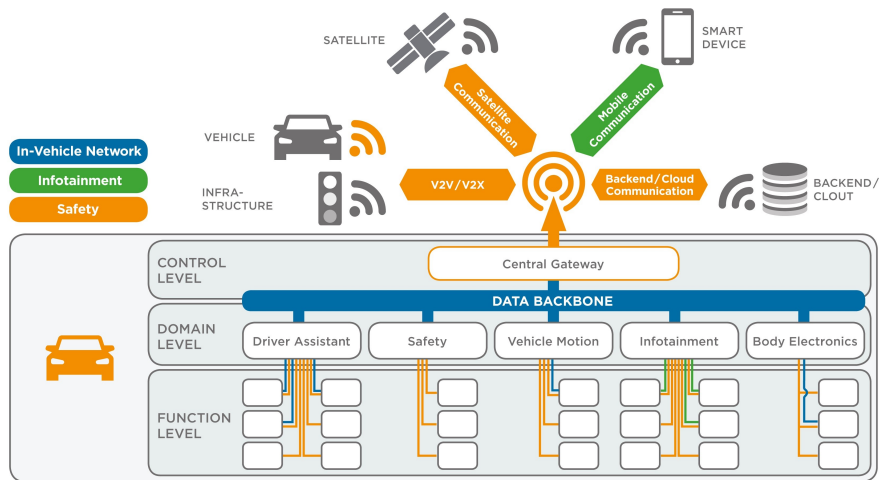 SATELLITE
SMART
DEVICE
Satellite
Communication
Mobile
Communication
VEHICLE
In-Vehicle Network
Infotainment
Safety
INFRA-
STRUCTURE
V2V/V2X
Backend/Cloud
Communication
BACKEND/
CLOUT
CONTROL
LEVEL
Central Gateway
DATA BACKBONE
DOMAIN
LEVEL
Driver Assistant
Safety
Vehicle Motion
Infotainment
Body Electronics
FUNCTION
LEVEL